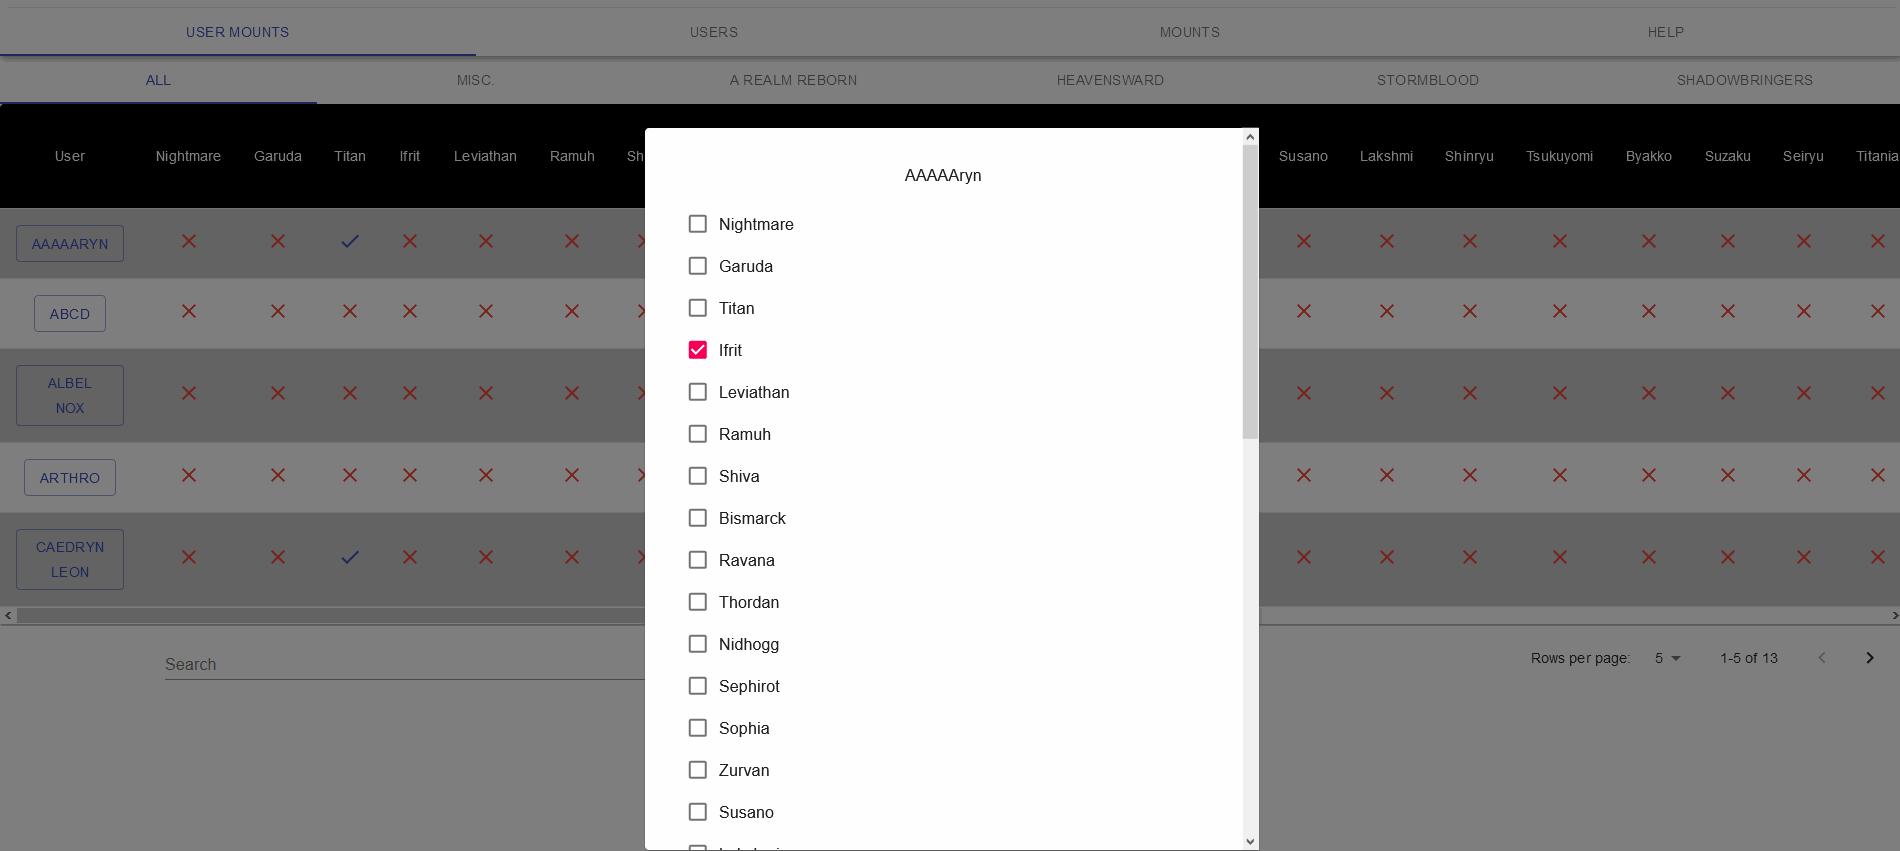 USER MOUNTS USERS MOUNTS HELP
ALL MISC. A REALM REBORN HEAVENSWARD STORMBLOOD SHADOWBRINGERS
User Nightmare Garuda Titan Ifrit Leviathan Ramuh Sh Susano Lakshmi Shinryu Tsukuyomi Byakko Suzaku Seiryu Titania
AAAAARYN
ABCD
ALBEL
NOX
ARTHRO
CAEDRYN
LEON
Search
Rows per page: 5 1-5 of 13
AAAAAryn
Nightmare
Garuda
Titan
Ifrit
Leviathan
Ramuh
Shiva
Bismarck
Ravana
Thordan
Nidhogg
Sephirot
Sophia
Zurvan
Susano